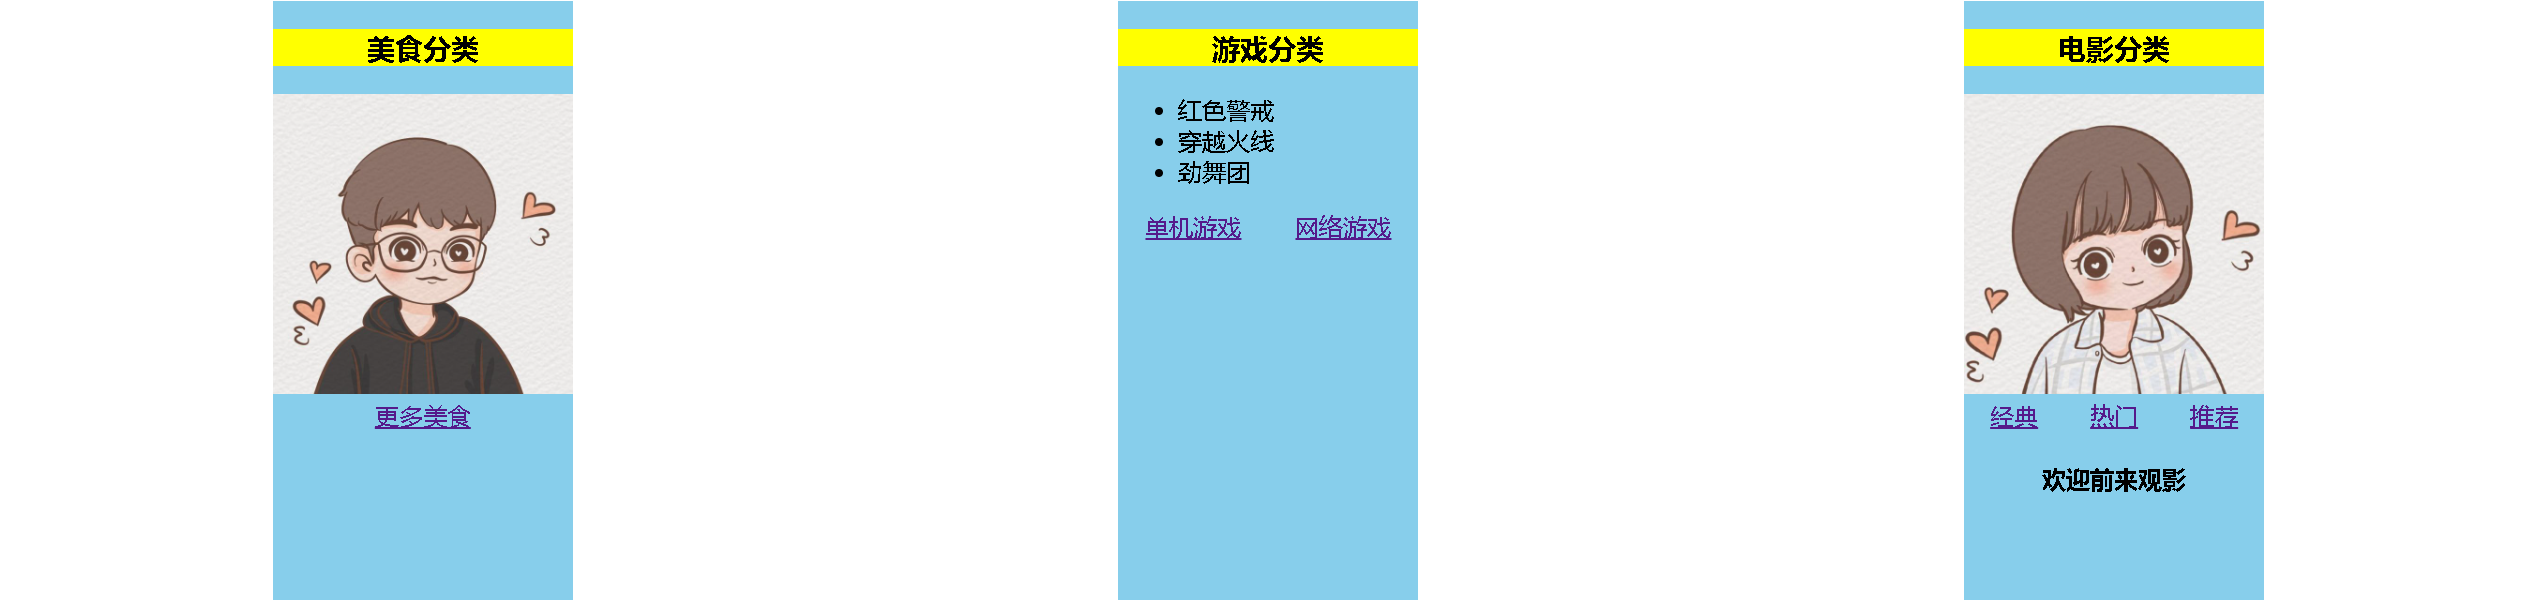 美食分类
更多美食
游戏分类
红色警戒
穿越火线
劲舞团
单机游戏 网络游戏
电影分类
经典 热门 推荐
欢迎前来观影